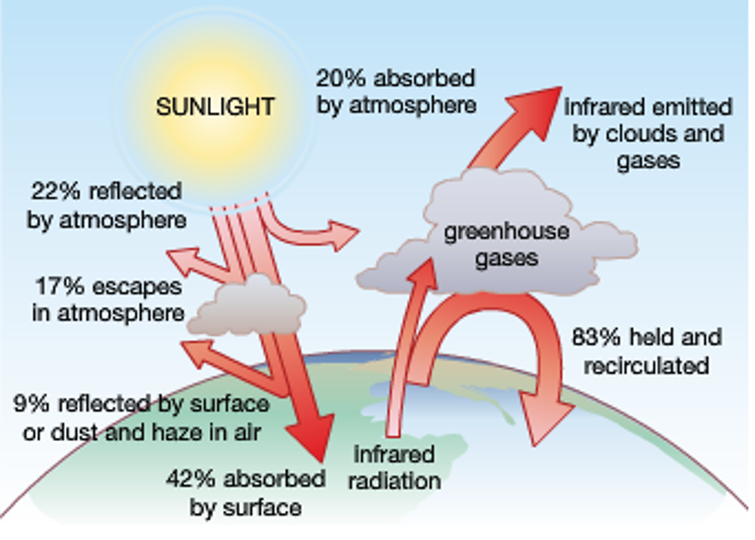 SUNLIGHT
20% absorbed
by atmosphere
infrared emitted
by clouds and
gases
22% reflected
by atmosphere
greenhouse
gases
17% escapes
in atmosphere
83% held and
recirculated
9% reflected by surface
or dust and haze in air
infrared
radiation
42% absorbed
by surface